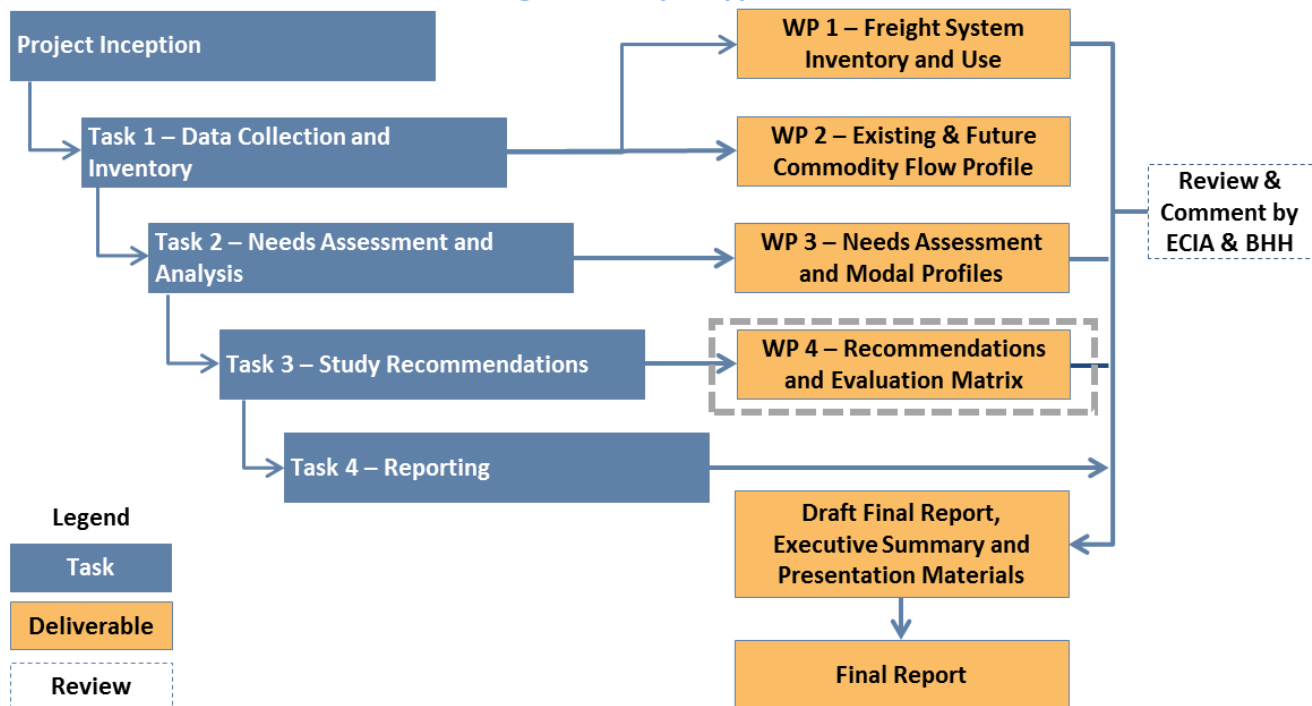 Project Inception
Task 1 – Data Collection and
Inventory
Task 2 – Needs Assessment and
Analysis
Task 3 – Study Recommendations
Task 4 – Reporting
WP 1 – Freight System
Inventory and Use
WP 2 – Existing & Future
Commodity Flow Profile
WP 3 – Needs Assessment
and Modal Profiles
WP 4 – Recommendations
and Evaluation Matrix
Review &
Comment by
ECIA & BHH
Draft Final Report,
Executive Summary and
Presentation Materials
Final Report
Legend
Task
Deliverable
Review